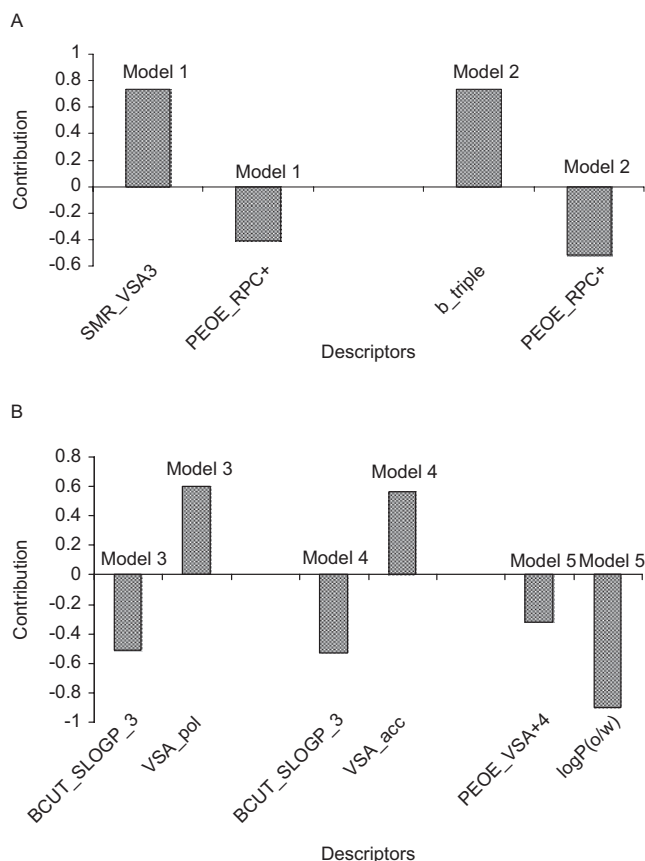 A
1
0.8
0.6
0.4
0.2
0
-0.2
-0.4
-0.6
Contribution
Model 1
Model 1
Model 2
Model 2
SMR_VSA3
PEOE_RPC+
b_triple
PEOE_RPC+
Descriptors
B
0.8
0.6
0.4
0.2
0
-0.2
-0.4
-0.6
-0.8
-1
Contribution
Model 3
Model 3
Model 4
Model 4
Model 5 Model 5
BCUT_SLOGP_3
VSA_pol
BCUT_SLOGP_3
VSA_acc
PEOE_VSA+4
logP(o/w)
Descriptors